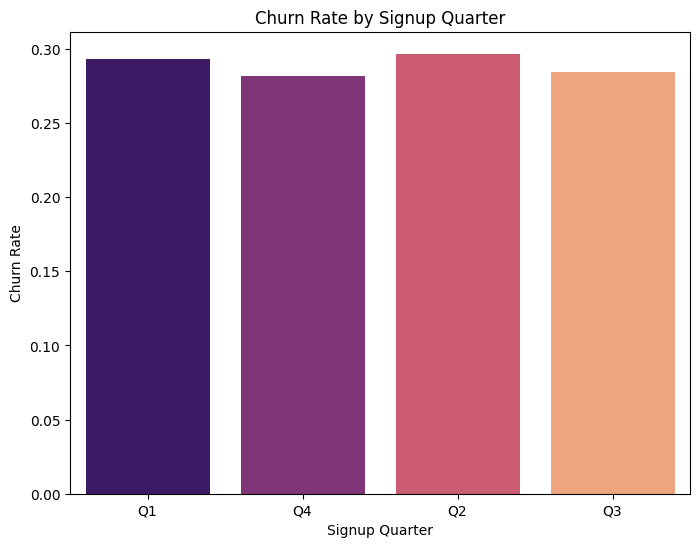 Churn Rate by Signup Quarter
Churn Rate
0.30
0.25
0.20
0.15
0.10
0.05
0.00
Q1 Q4 Q2 Q3
Signup Quarter